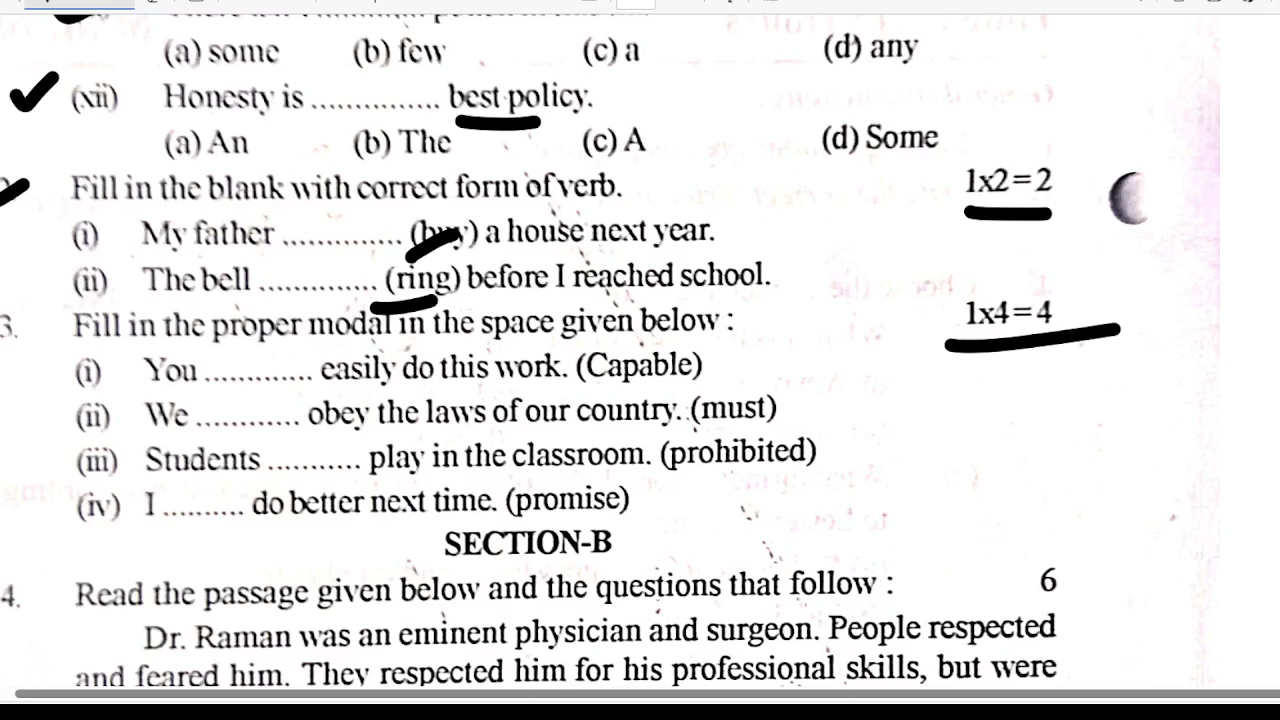 (a) some (b) few (c) a (d) any
(xii) Honesty is ............... best policy.
(a) An (b) The (c) A (d) Some
Fill in the blank with correct form of verb. 1x2=2
(i) My father .............. (buy) a house next year.
(ii) The bell .............. (ring) before I reached school.
3. Fill in the proper modal in the space given below : 1x4=4
(i) You ............. easily do this work. (Capable)
(ii) We ............ obey the laws of our country. (must)
(iii) Students ........... play in the classroom. (prohibited)
(iv) I .......... do better next time. (promise)
SECTION-B
4. Read the passage given below and the questions that follow : 6
Dr. Raman was an eminent physician and surgeon. People respected
and feared him. They respected him for his professional skills, but were